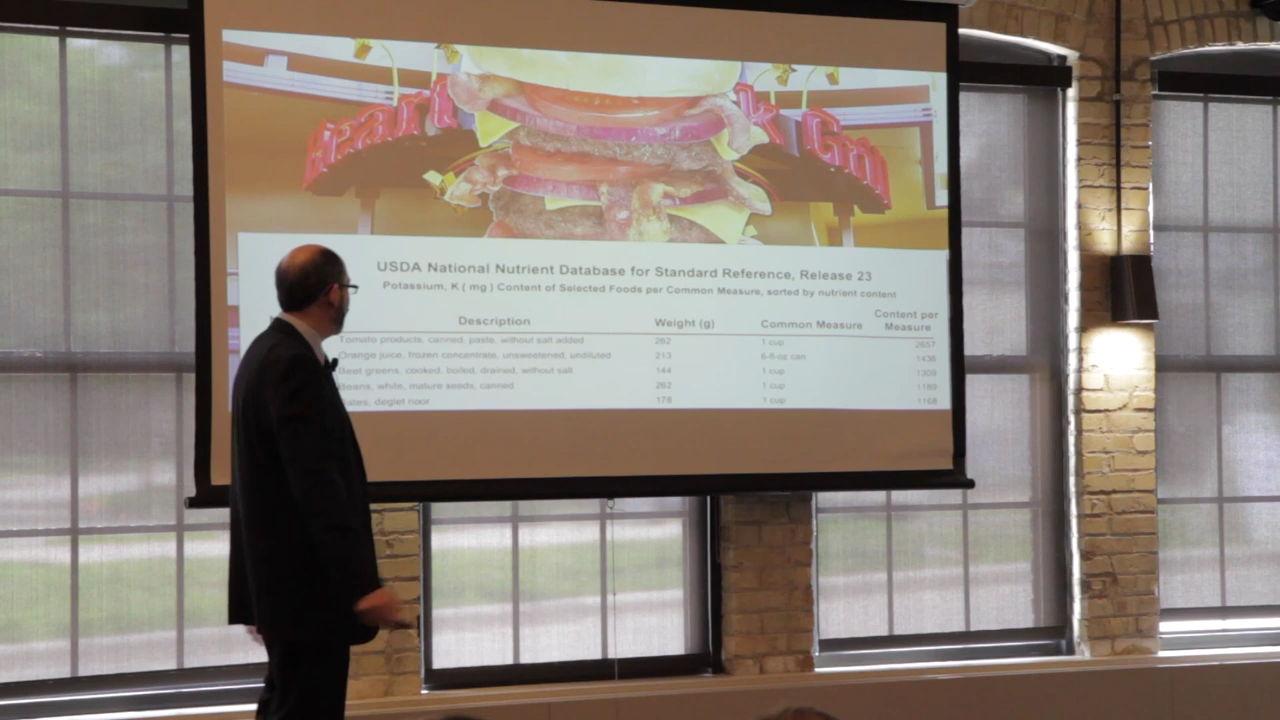 Heart
k Gril
USDA National Nutrient Database for Standard Reference, Release 23
Potassium, K ( mg ) Content of Selected Foods per Common Measure, sorted by nutrient content
Description Weight (g) Common Measure Content per Measure
Tomato products, canned, paste, without salt added 262 1 cup 2657
Orange juice, frozen concentrate, unsweetened, undiluted 213 6-fl-oz can 1436
Beet greens, cooked, boiled, drained, without salt 144 1 cup 1309
Beans, white, mature seeds, canned 262 1 cup 1189
deglet noor 178 1 cup 1168